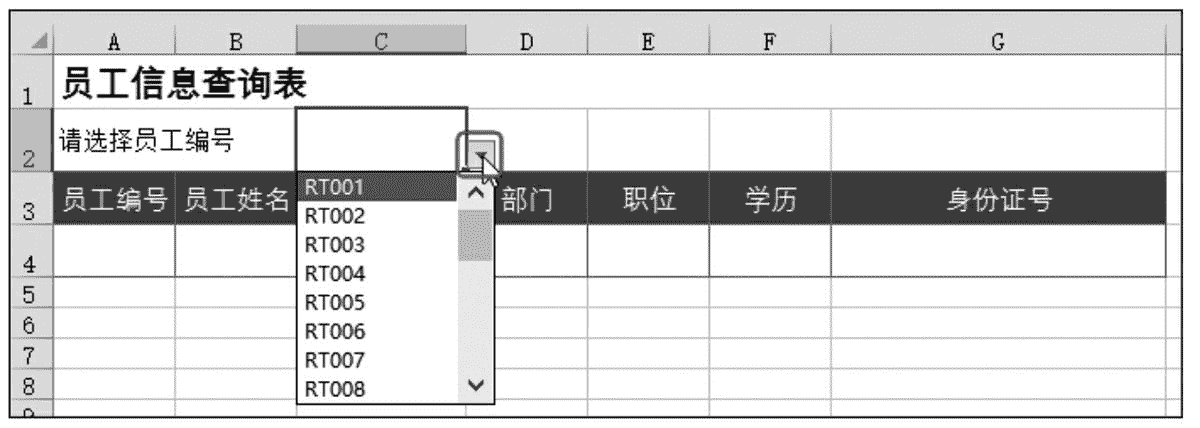 A B C D E F G
1 员工信息查询表
2 请选择员工编号
3 员工编号 员工姓名 部门 职位 学历 身份证号
RT001
RT002
4 RT003
RT004
5 RT005
6 RT006
7 RT007
8 RT008